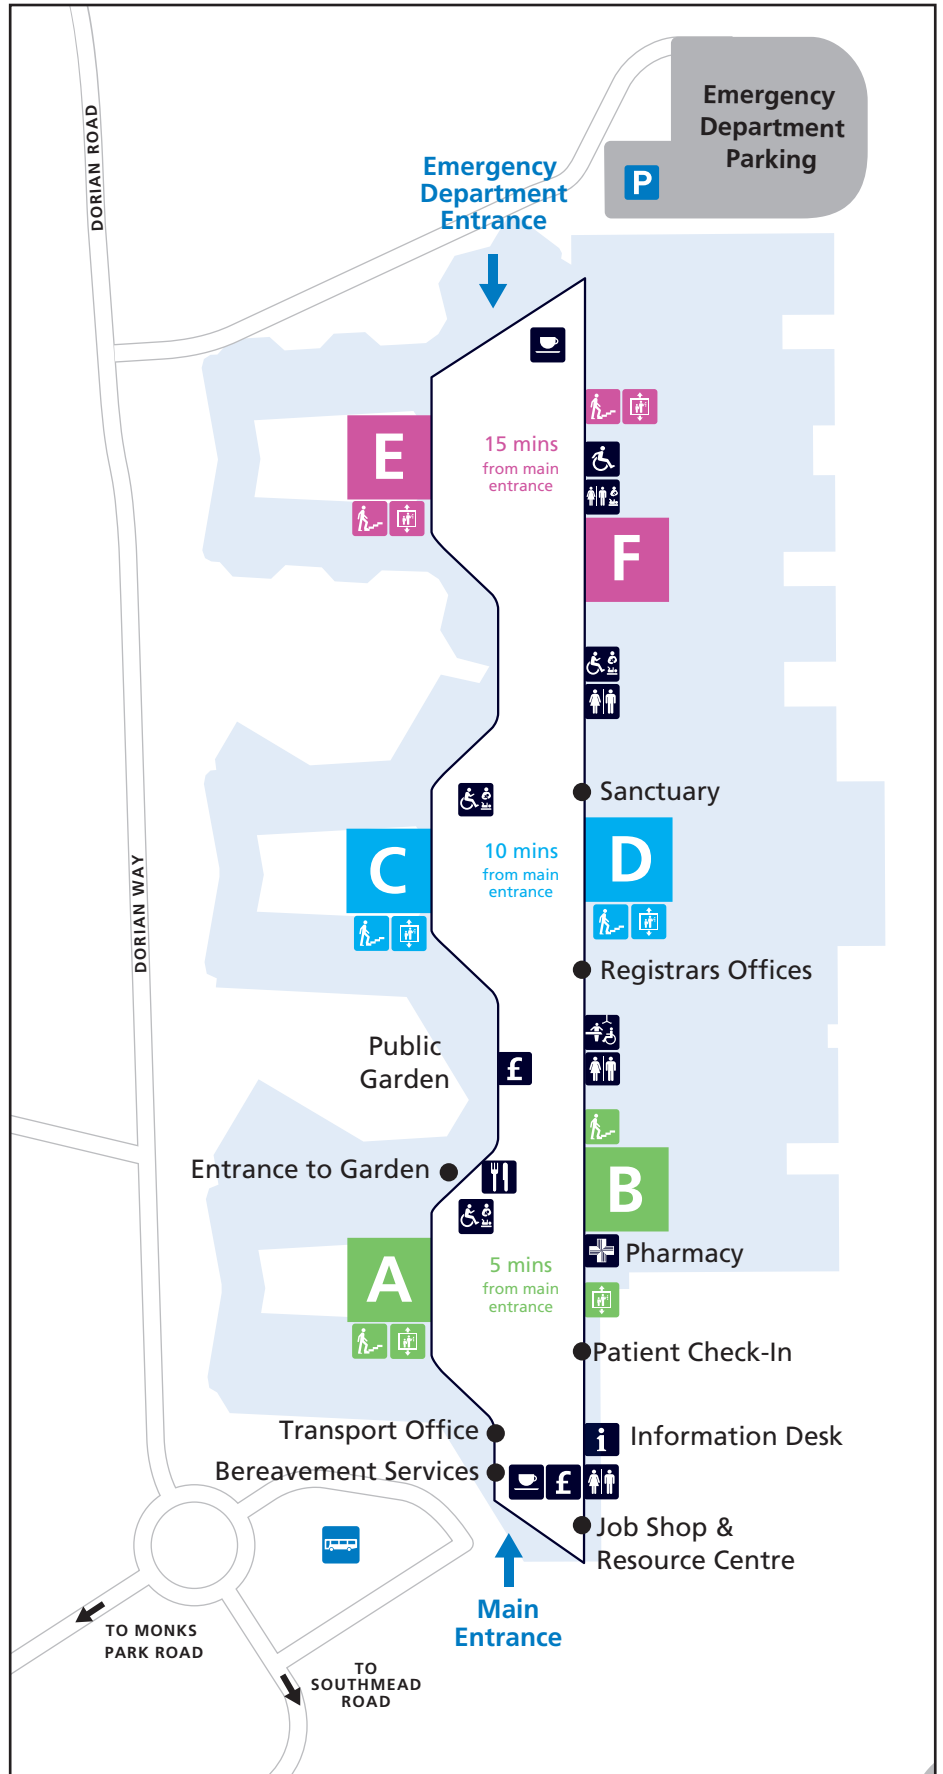 Emergency
Department
Parking
P
DORIAN ROAD
Emergency
Department
Entrance
E
15 mins
from main
entrance
F
Sanctuary
C
10 mins
from main
entrance
D
DORIAN WAY
Registrars Offices
Public
Garden
£
Entrance to Garden
B
Pharmacy
A
5 mins
from main
entrance
Patient Check-In
Transport Office
i Information Desk
Bereavement Services
£
Job Shop &
Resource Centre
Main
Entrance
TO MONKS
PARK ROAD
TO
SOUTHMEAD
ROAD